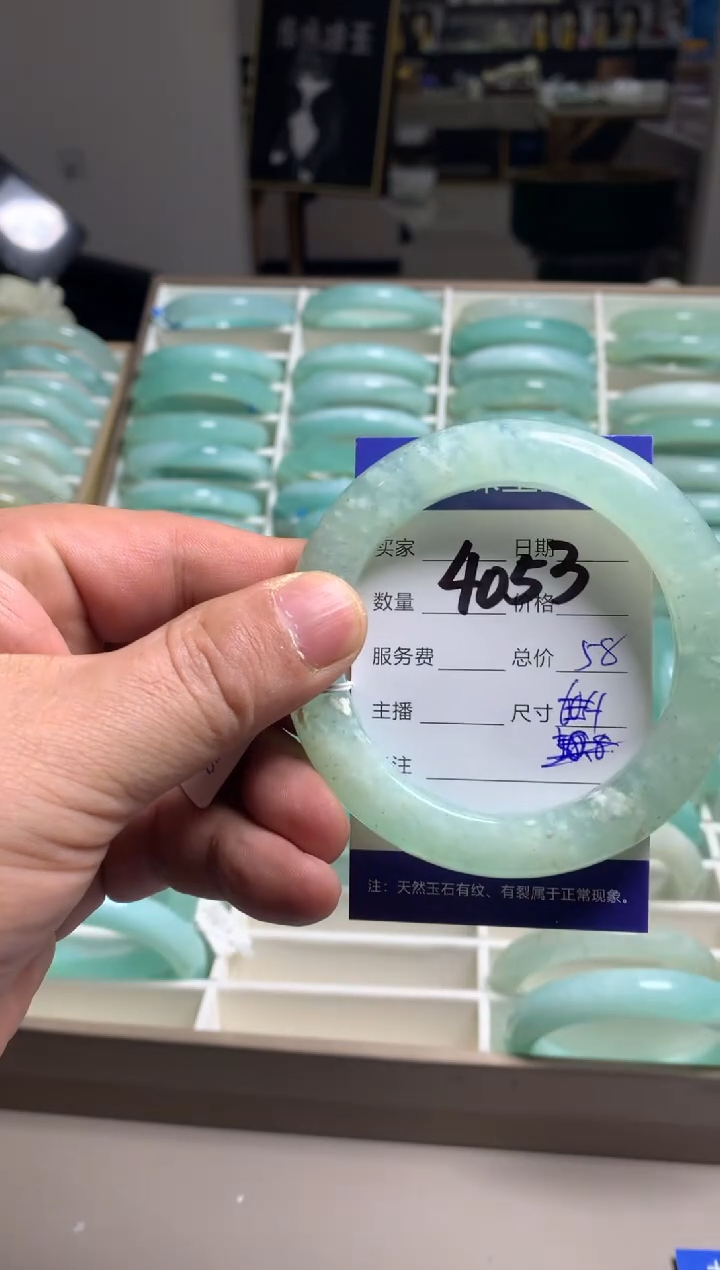 买家 日期
4053
数量 价格
服务费 总价 58
主播 尺寸
注
注：天然玉石有纹、有裂属于正常现象。